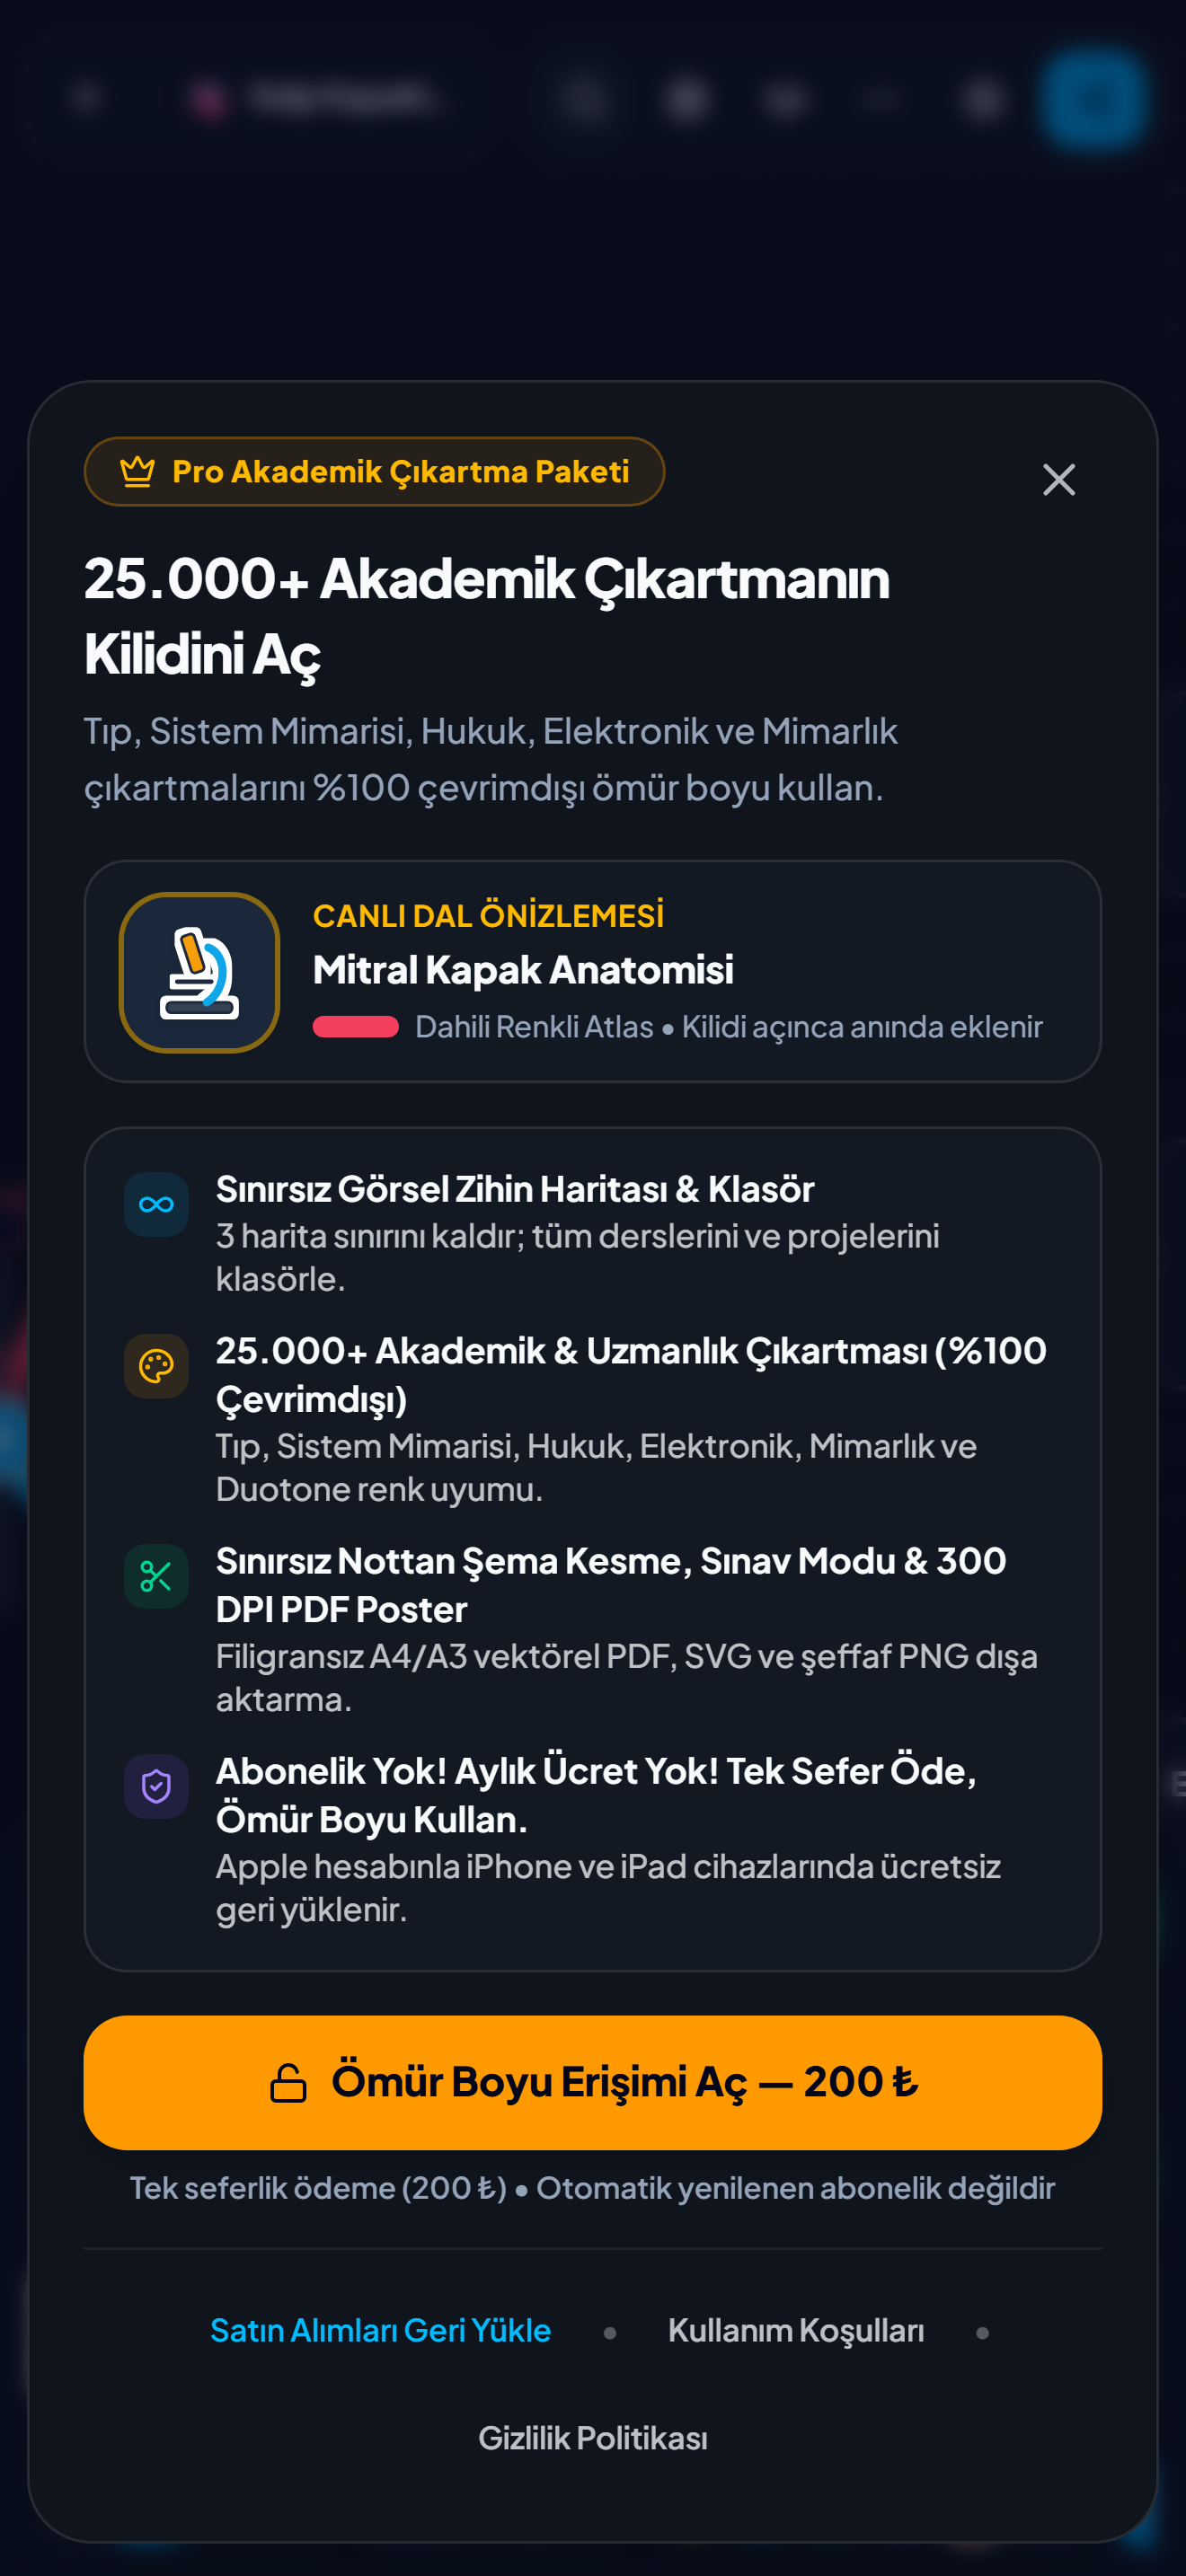 Pro Akademik Çıkartma Paketi
25.000+ Akademik Çıkartmanın
Kilidini Aç
Tıp, Sistem Mimarisi, Hukuk, Elektronik ve Mimarlık
çıkartmalarını %100 çevrimdışı ömür boyu kullan.
CANLI DAL ÖNİZLEMESİ
Mitral Kapak Anatomisi
Dahili Renkli Atlas • Kilidi açınca anında eklenir
Sınırsız Görsel Zihin Haritası & Klasör
3 harita sınırını kaldır; tüm derslerini ve projelerini
klasörle.
25.000+ Akademik & Uzmanlık Çıkartması (%100
Çevrimdışı)
Tıp, Sistem Mimarisi, Hukuk, Elektronik, Mimarlık ve
Duotone renk uyumu.
Sınırsız Nottan Şema Kesme, Sınav Modu & 300
DPI PDF Poster
Filigransız A4/A3 vektörel PDF, SVG ve şeffaf PNG dışa
aktarma.
Abonelik Yok! Aylık Ücret Yok! Tek Sefer Öde,
Ömür Boyu Kullan.
Apple hesabınla iPhone ve iPad cihazlarında ücretsiz
geri yüklenir.
Ömür Boyu Erişimi Aç — 200 ₺
Tek seferlik ödeme (200 ₺) • Otomatik yenilenen abonelik değildir
Satın Alımları Geri Yükle • Kullanım Koşulları •
Gizlilik Politikası